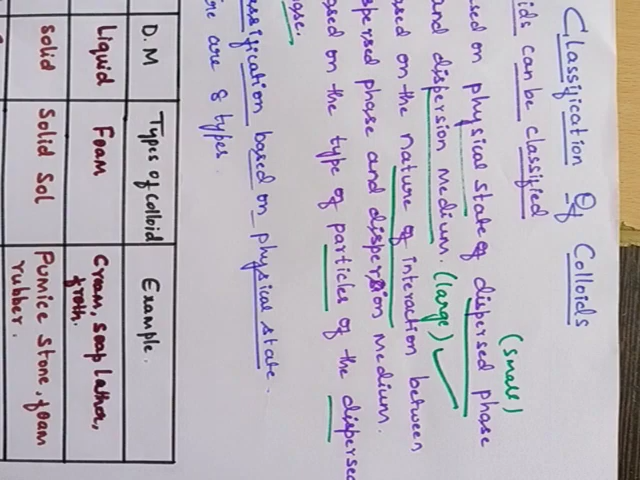 Classification Of Colloids
ids can be classified
ased on physical state of dispersed phase
(small)
and dispersion medium. (large)
ased on the nature of interaction between
spersed phase and dispersion medium.
ased on the type of particles of the dispersed
ase.
ssification based on physical state.
ere are 8 types.
D.M Types of colloid Example.
Liquid Foam Cream, soap lather,
froth.
solid Solid Sol Pumice stone, foam
rubber.